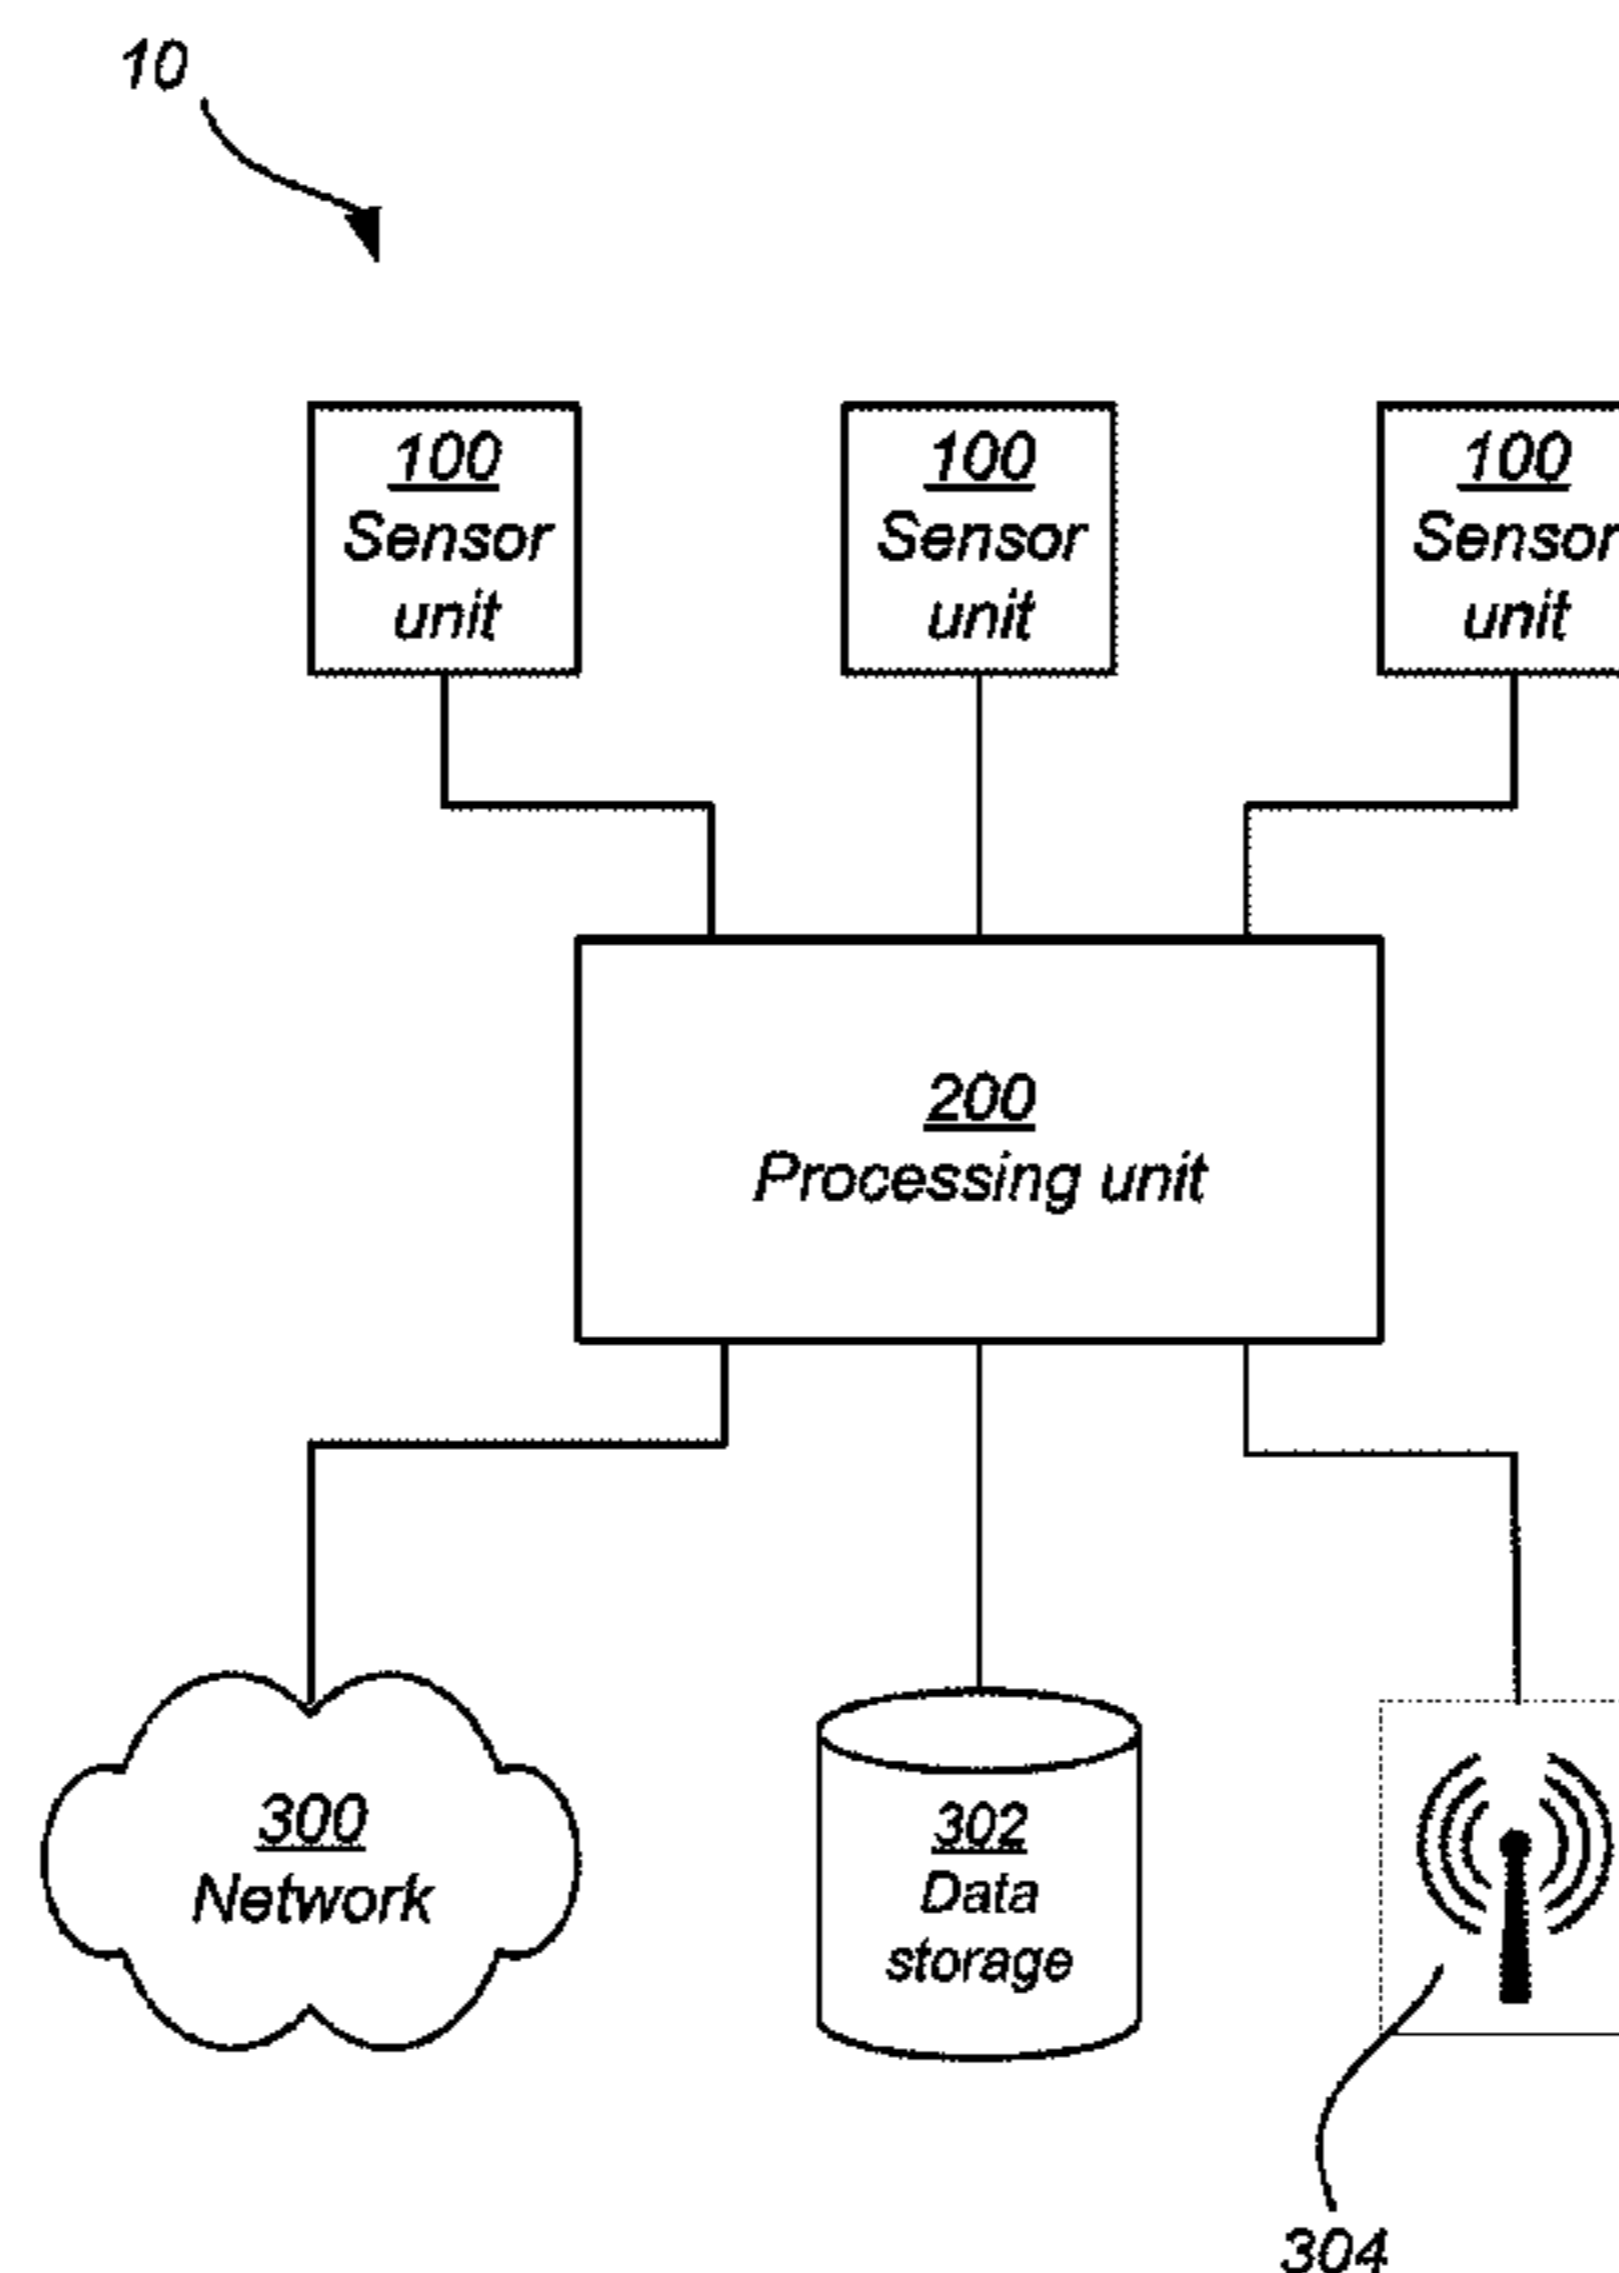 10
100 100 100
Sensor Sensor Sensor
unit unit unit
200
Processing unit
300
Network
302
Data
storage
304